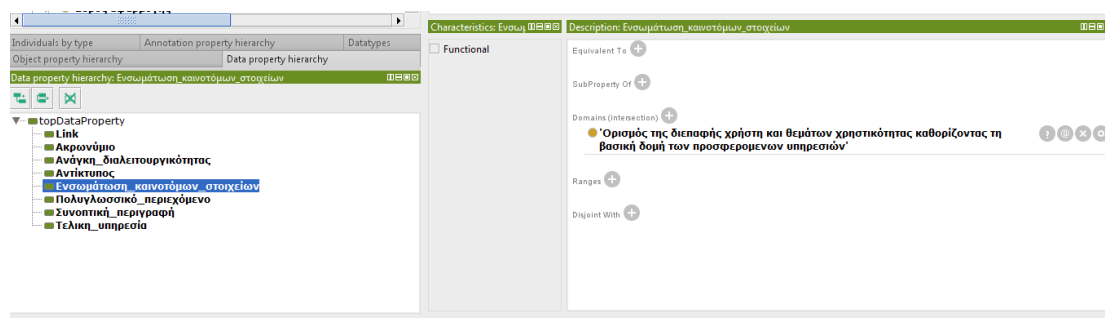 Individuals by type Annotation property hierarchy Datatypes
Object property hierarchy Data property hierarchy
Data property hierarchy: Ενσωμάτωση_καινοτόμων_στοιχείων
topDataProperty
Link
Ακρωνύμιο
Ανάγκη_διαλειτουργικότητας
Αντίκτυπος
Ενσωμάτωση_καινοτόμων_στοιχείων
Πολυγλωσσικό_περιεχόμενο
Συνοπτική_περιγραφή
Τελικη_υπηρεσία
Characteristics: Ενσωμ
Functional
Description: Ενσωμάτωση_καινοτόμων_στοιχείων
Equivalent To
SubProperty Of
Domains (intersection)
'Ορισμός της διεπαφής χρήστη και θεμάτων χρηστικότητας καθορίζοντας τη
βασική δομή των προσφερομενων υπηρεσιών'
Ranges
Disjoint With